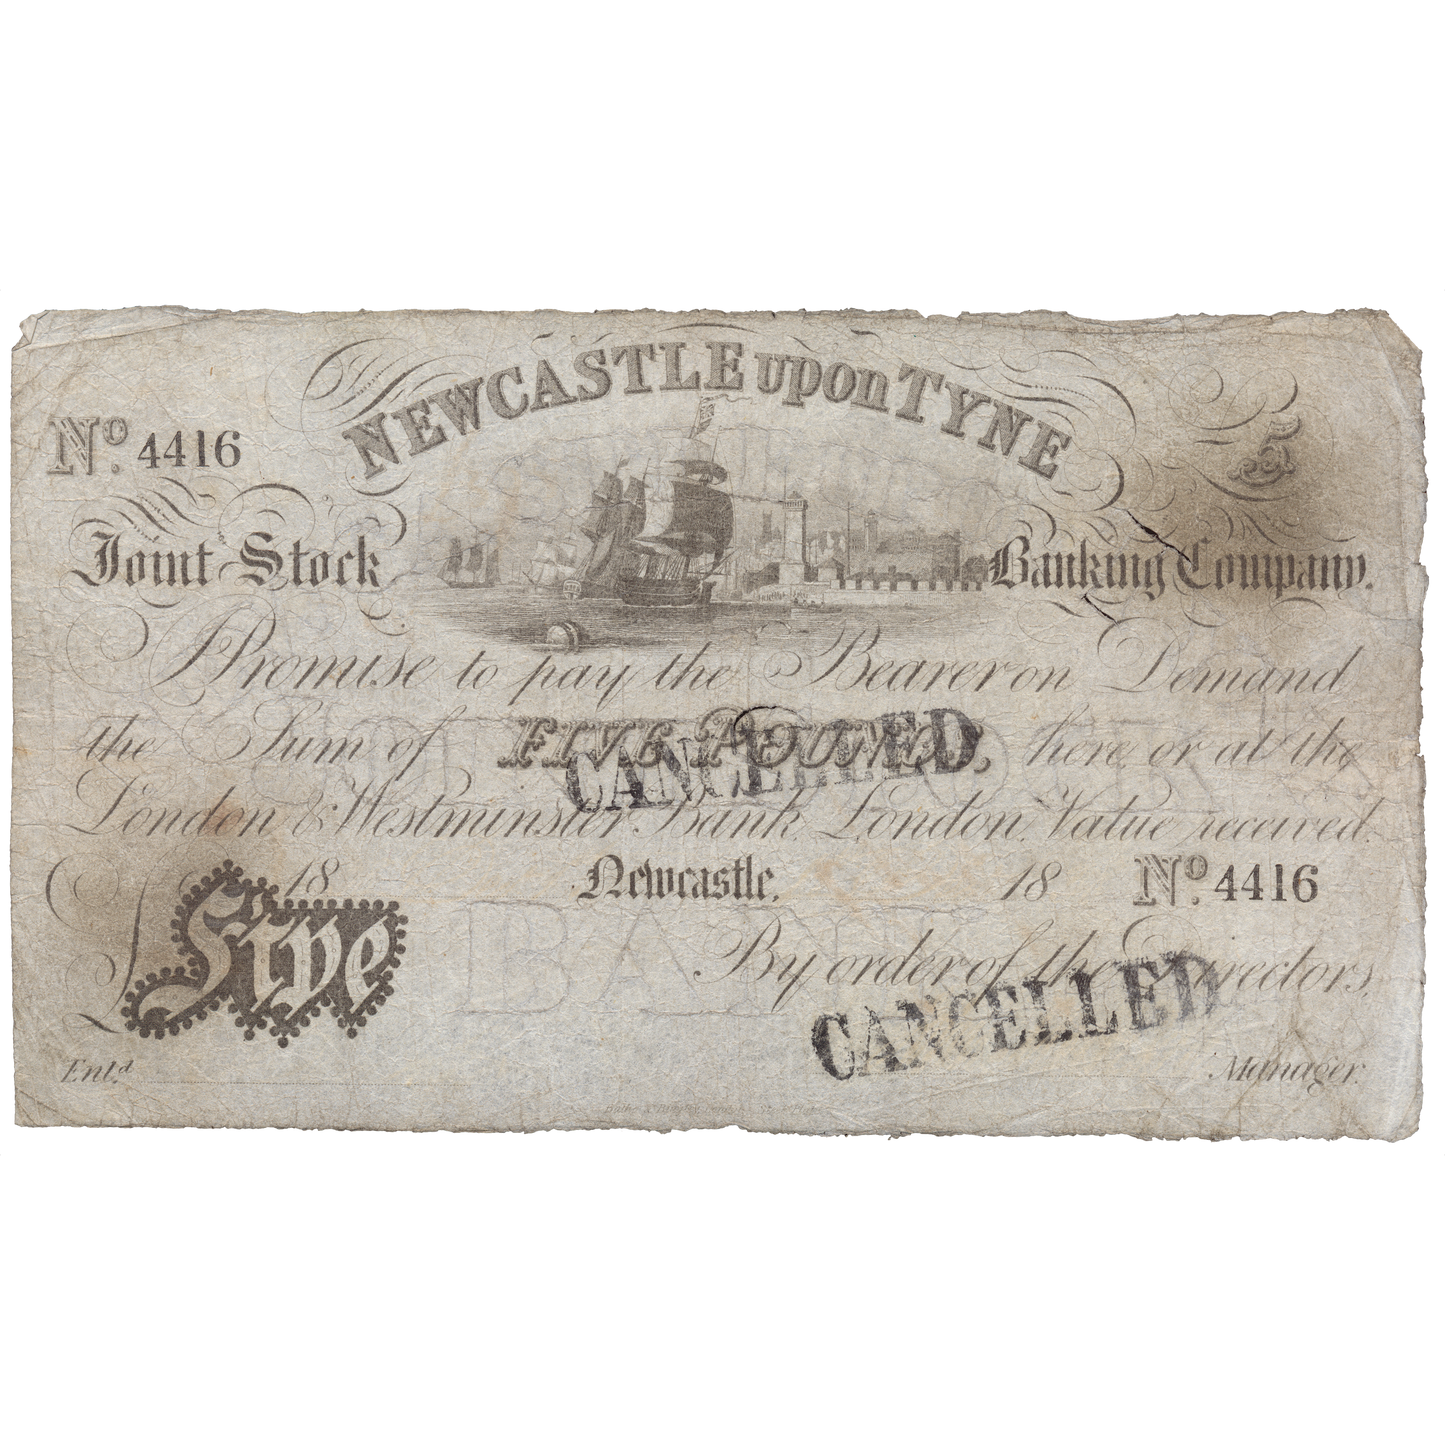 NEWCASTLE upon TYNE
No. 4416
5
Joint Stock Banking Company.
I Promise to pay the Bearer on Demand
the Sum of FIVE POUNDS, here, or at the
CANCELLED
London & Westminster Bank, London, Value received.
18 Newcastle, 18 No. 4416
£ Five
BANK
By order of the Directors,
CANCELLED
Entd. Manager.